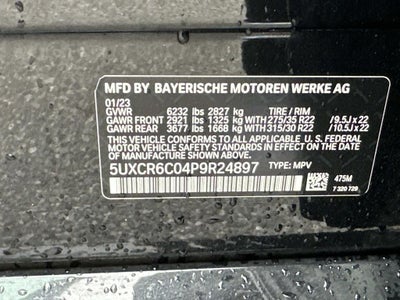 MFD BY BAYERISCHE MOTOREN WERKE AG
01/23
GVWR 6232 lbs 2827 kg TIRE / RIM
GAWR FRONT 2921 lbs 1325 kg WITH 275/35 R22 / 9.5J x 22
GAWR REAR 3677 lbs 1668 kg WITH 315/30 R22 / 10.5J x 22
THIS VEHICLE CONFORMS TO ALL APPLICABLE U. S. FEDERAL
MOTOR VEHICLE SAFETY STANDARDS IN EFFECT ON THE DATE OF
MANUFACTURE SHOWN ABOVE.
5UXCR6C04P9R24897 TYPE: MPV
475M
7 320 729